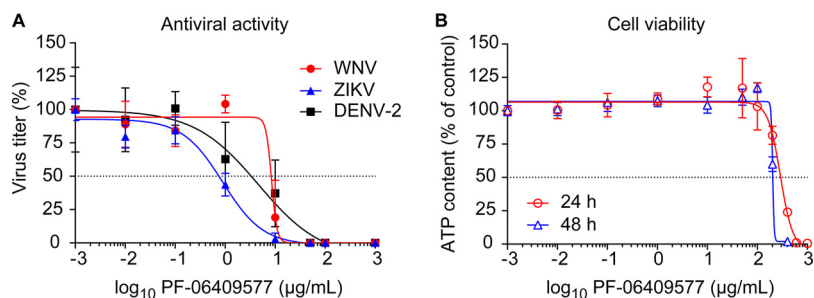 A
Antiviral activity
Virus titer (%)
150
125
100
75
50
25
0
WNV
ZIKV
DENV-2
-3 -2 -1 0 1 2 3
log10 PF-06409577 (μg/mL)
B
Cell viability
ATP content (% of control)
150
125
100
75
50
25
0
24 h
48 h
-3 -2 -1 0 1 2 3
log10 PF-06409577 (μg/mL)